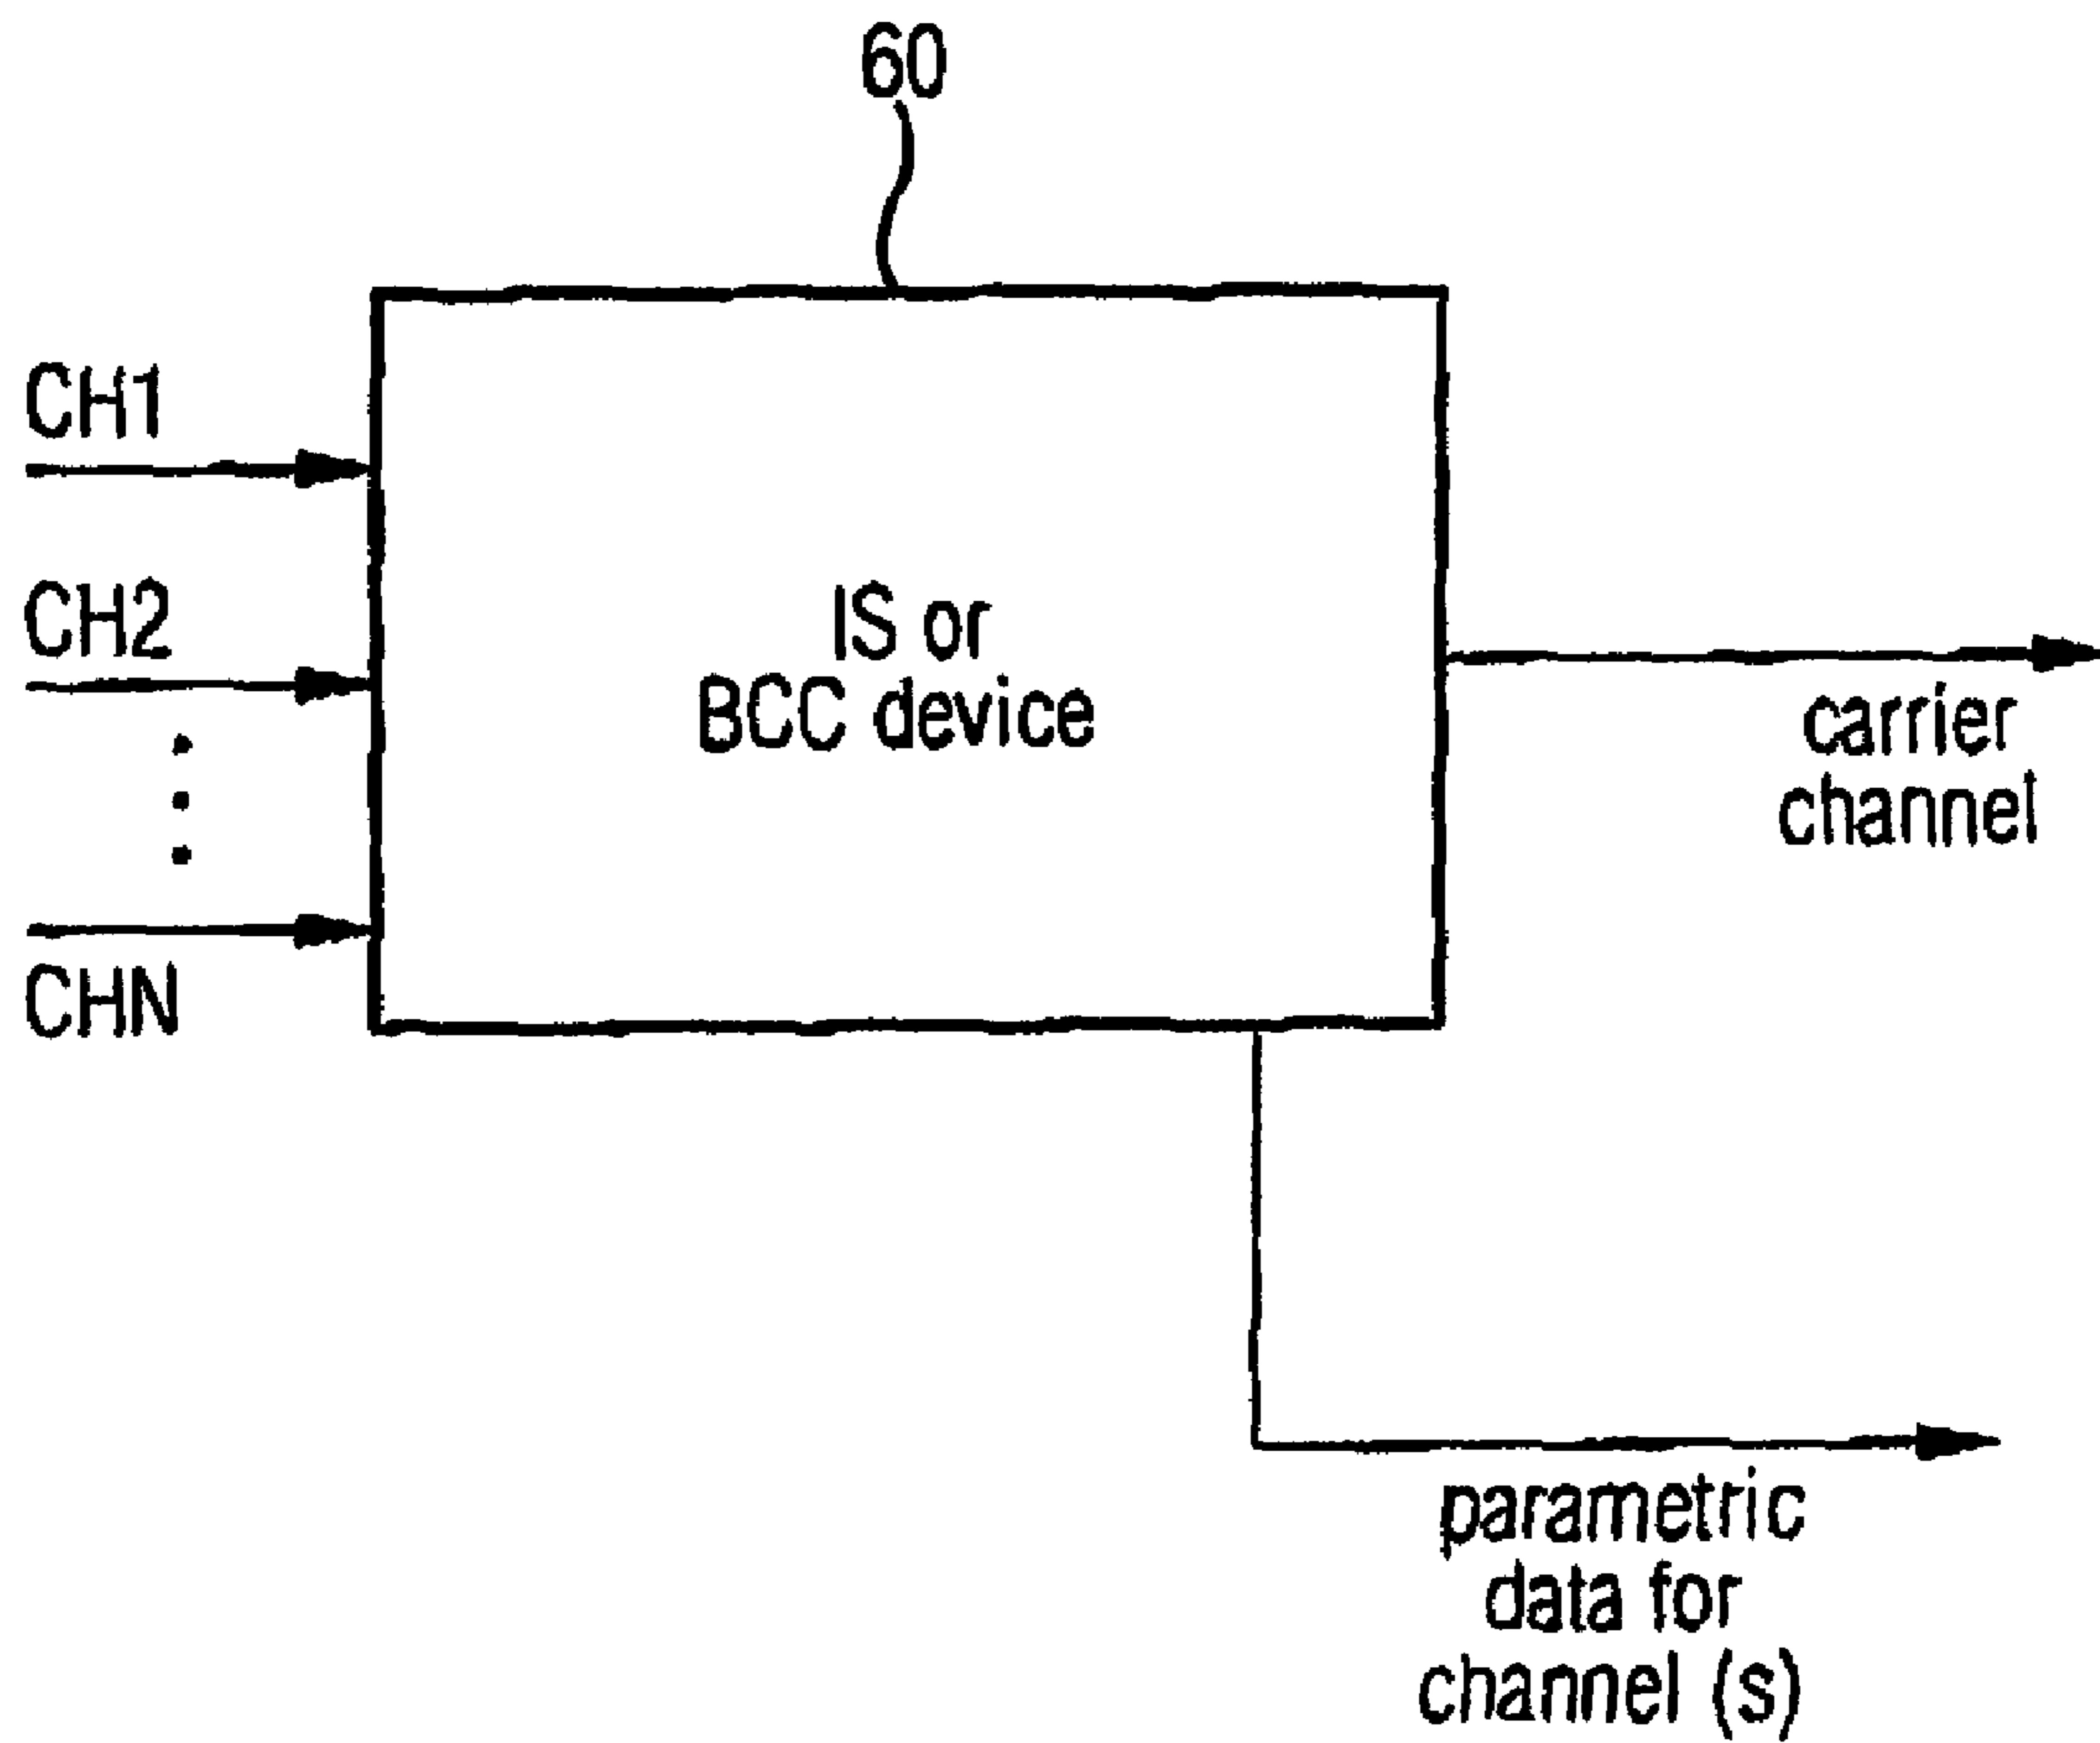 60
CH1
CH2
CHN
IS or
BCC device
carrier
channel
parametric
data for
channel (s)